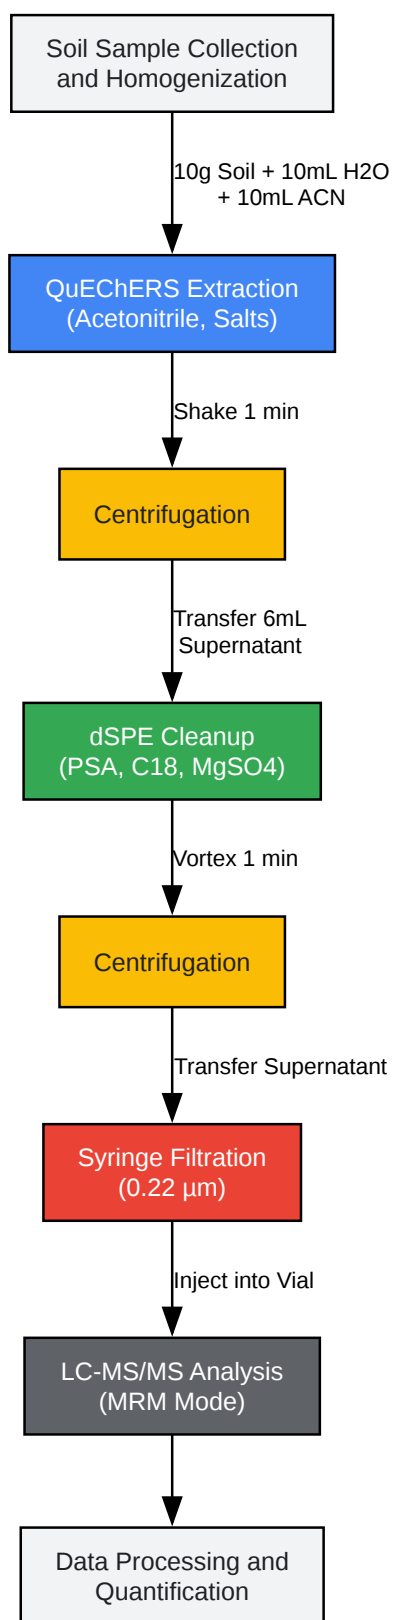 Soil Sample Collection
and Homogenization
10g Soil + 10mL H2O
+ 10mL ACN
QuEChERS Extraction
(Acetonitrile, Salts)
Shake 1 min
Centrifugation
Transfer 6mL
Supernatant
dSPE Cleanup
(PSA, C18, MgSO4)
Vortex 1 min
Centrifugation
Transfer Supernatant
Syringe Filtration
(0.22 µm)
Inject into Vial
LC-MS/MS Analysis
(MRM Mode)
Data Processing and
Quantification